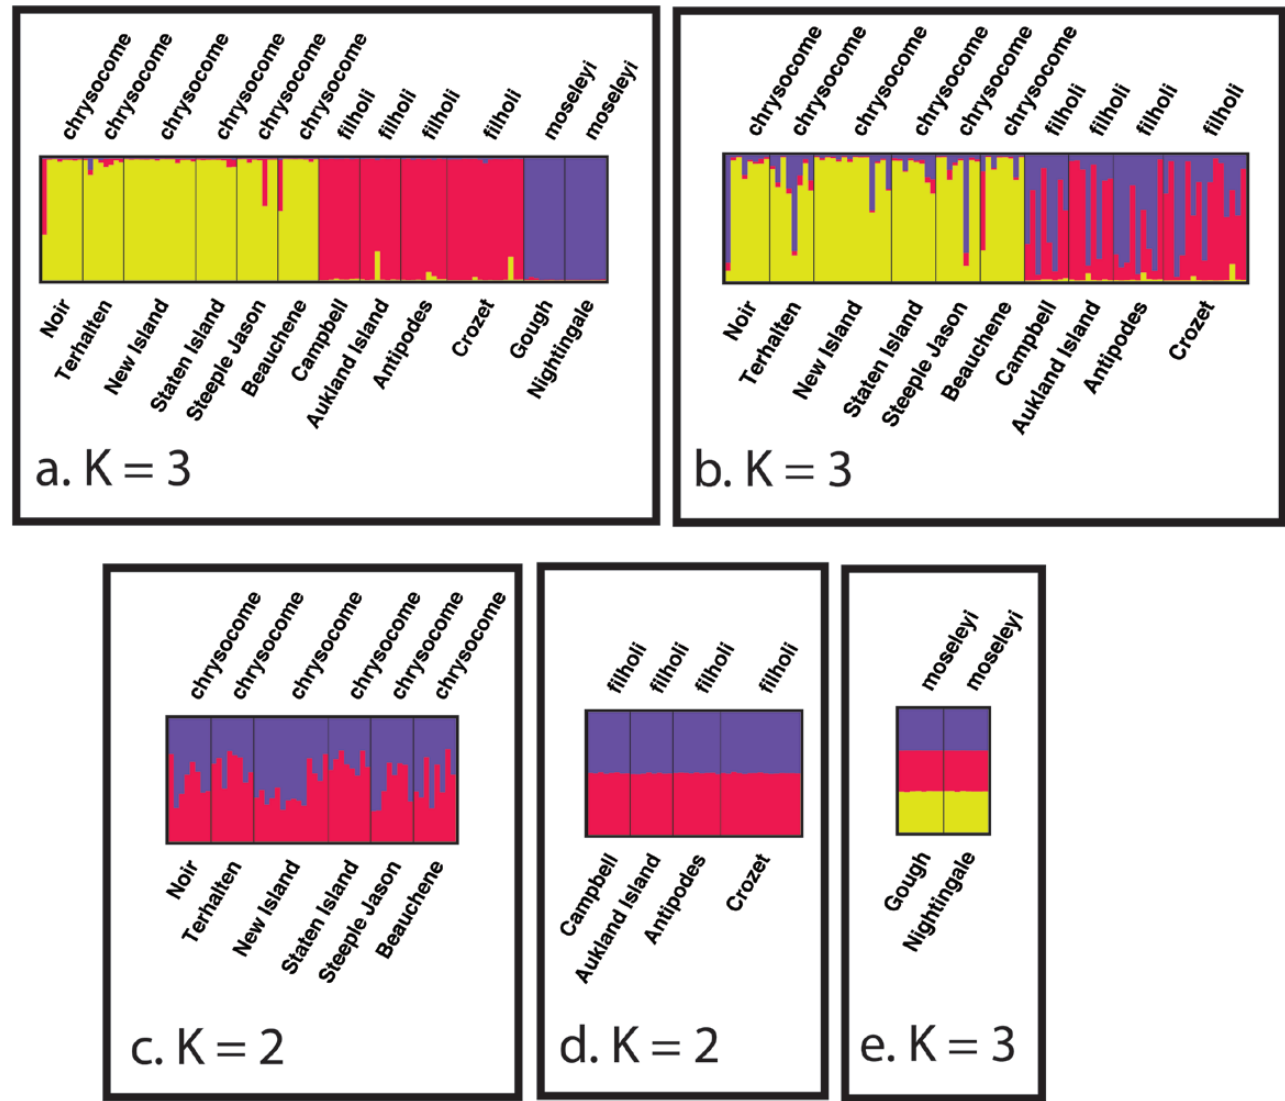 chrysocome
chrysocome
chrysocome
chrysocome
chrysocome
chrysocome
filholi
filholi
filholi
filholi
moseleyi
moseleyi
Noir
Terhalten
New Island
Staten Island
Steeple Jason
Beauchene
Campbell
Aukland Island
Antipodes
Crozet
Gough
Nightingale
a. K = 3
chrysocome
chrysocome
chrysocome
chrysocome
chrysocome
chrysocome
filholi
filholi
filholi
filholi
Noir
Terhalten
New Island
Staten Island
Steeple Jason
Beauchene
Campbell
Aukland Island
Antipodes
Crozet
b. K = 3
chrysocome
chrysocome
chrysocome
chrysocome
chrysocome
chrysocome
Noir
Terhalten
New Island
Staten Island
Steeple Jason
Beauchene
c. K = 2
filholi
filholi
filholi
filholi
Campbell
Aukland Island
Antipodes
Crozet
d. K = 2
moseleyi
moseleyi
Gough
Nightingale
e. K = 3